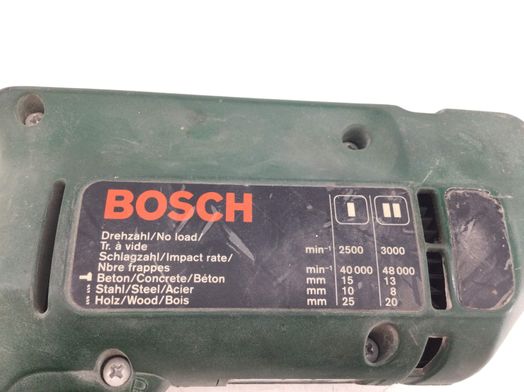 BOSCH I II
Drehzahl/No load/
Tr. à vide min⁻¹ 2500 3000
Schlagzahl/Impact rate/
Nbre frappes min⁻¹ 40 000 48 000
Beton/Concrete/Béton mm 15 13
Stahl/Steel/Acier mm 10 8
Holz/Wood/Bois mm 25 20